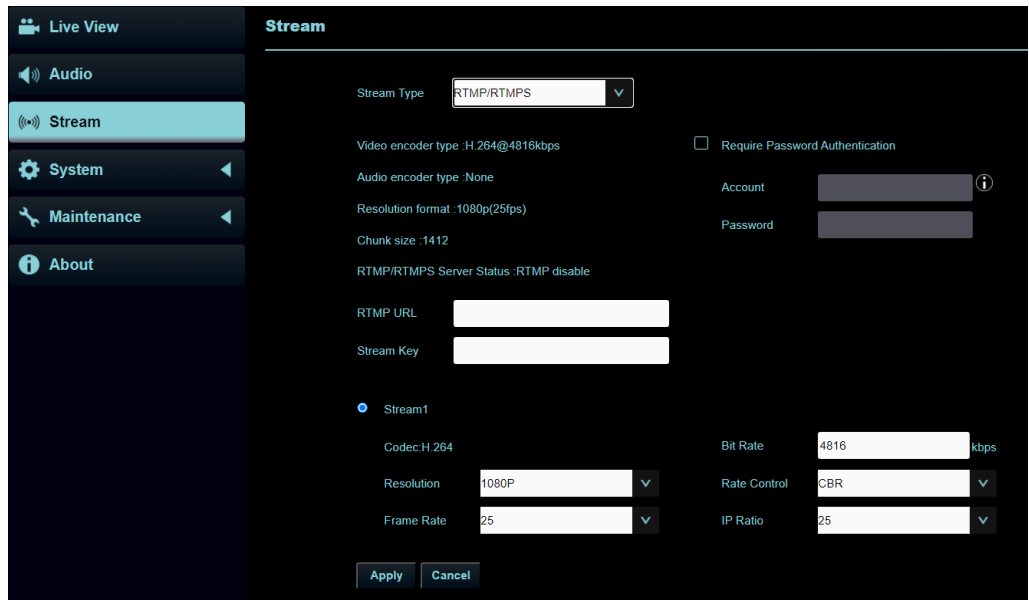 Live View
Audio
Stream
System
Maintenance
About
Stream
Stream Type RTMP/RTMPS
Video encoder type :H.264@4816kbps
Audio encoder type :None
Resolution format :1080p(25fps)
Chunk size :1412
RTMP/RTMPS Server Status :RTMP disable
Require Password Authentication
Account
Password
RTMP URL
Stream Key
Stream1
Codec:H.264
Bit Rate 4816 kbps
Resolution 1080P
Rate Control CBR
Frame Rate 25
IP Ratio 25
Apply Cancel